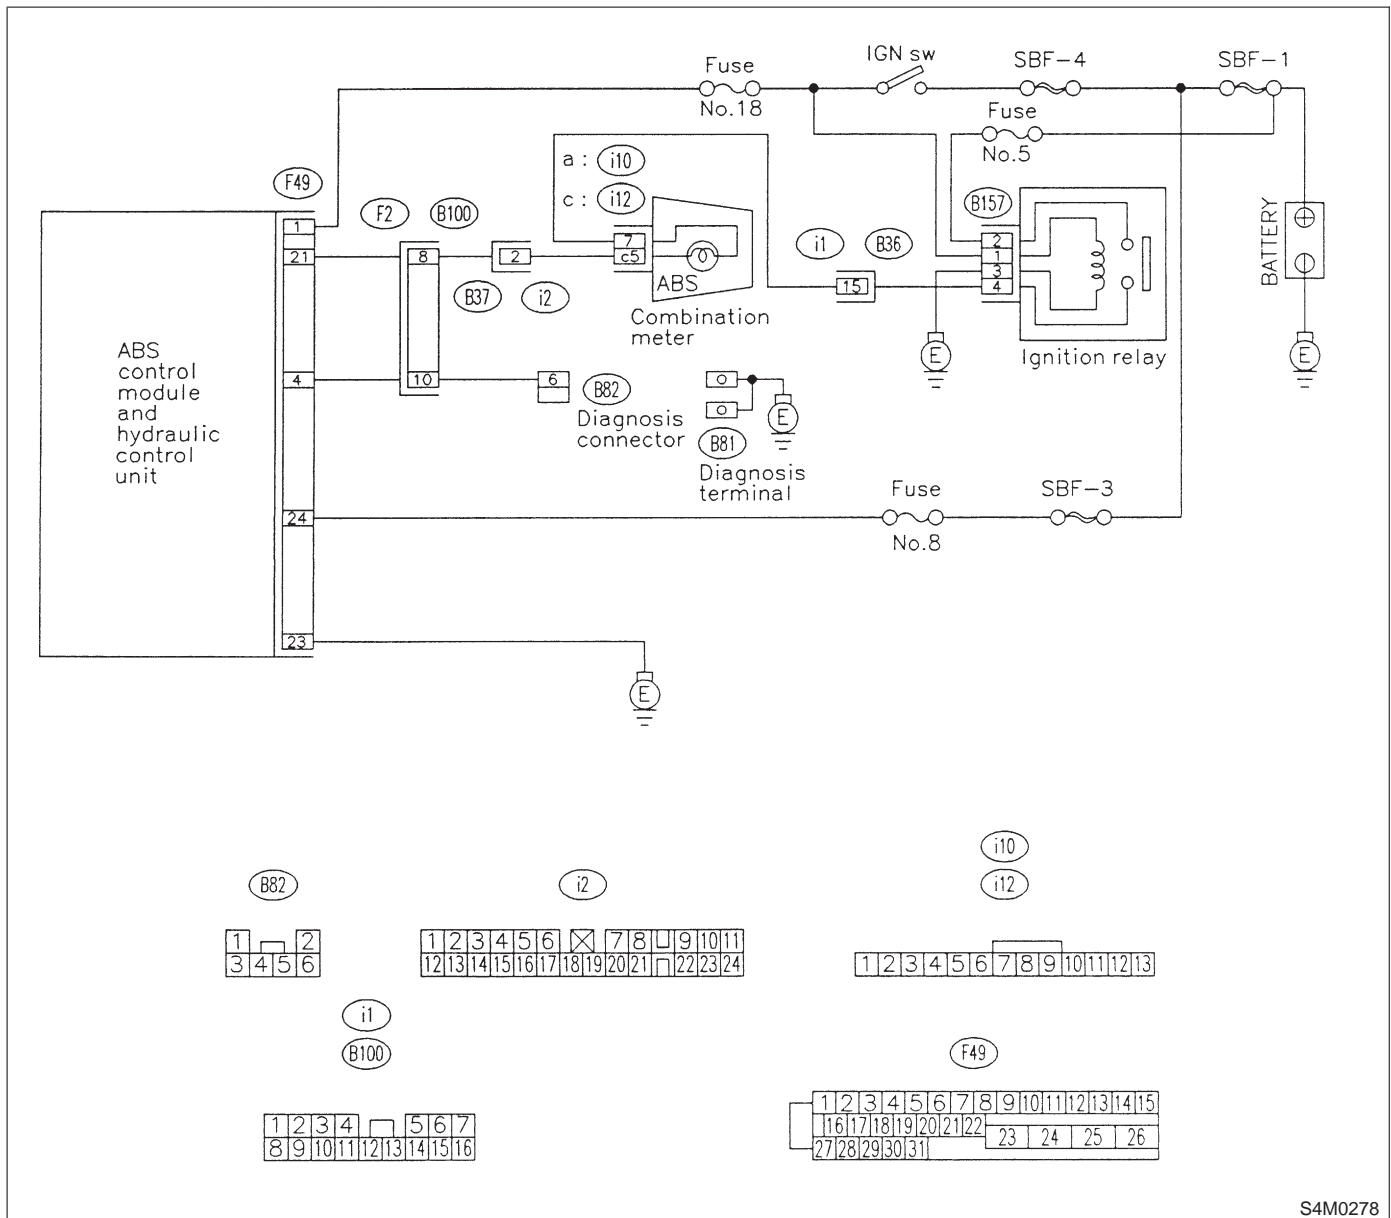 IGN sw
SBF-4
SBF-1
Fuse
No.18
Fuse
No.5
a : i10
c : i12
F49
F2
B100
B157
i1
B36
1
21
8
2
7
c5
ABS
15
2
1
3
4
BATTERY
+
-
B37
i2
Combination
meter
E
Ignition relay
E
ABS
control
module
and
hydraulic
control
unit
4
10
6
B82
Diagnosis
connector
E
B81
Diagnosis
terminal
24
Fuse
No.8
SBF-3
23
E
i10
i12
B82
1 2
3 4 5 6
i2
1 2 3 4 5 6 7 8 9 10 11
12 13 14 15 16 17 18 19 20 21 22 23 24
1 2 3 4 5 6 7 8 9 10 11 12 13
i1
B100
1 2 3 4 5 6 7
8 9 10 11 12 13 14 15 16
F49
1 2 3 4 5 6 7 8 9 10 11 12 13 14 15
16 17 18 19 20 21 22 23 24 25 26
27 28 29 30 31
S4M0278